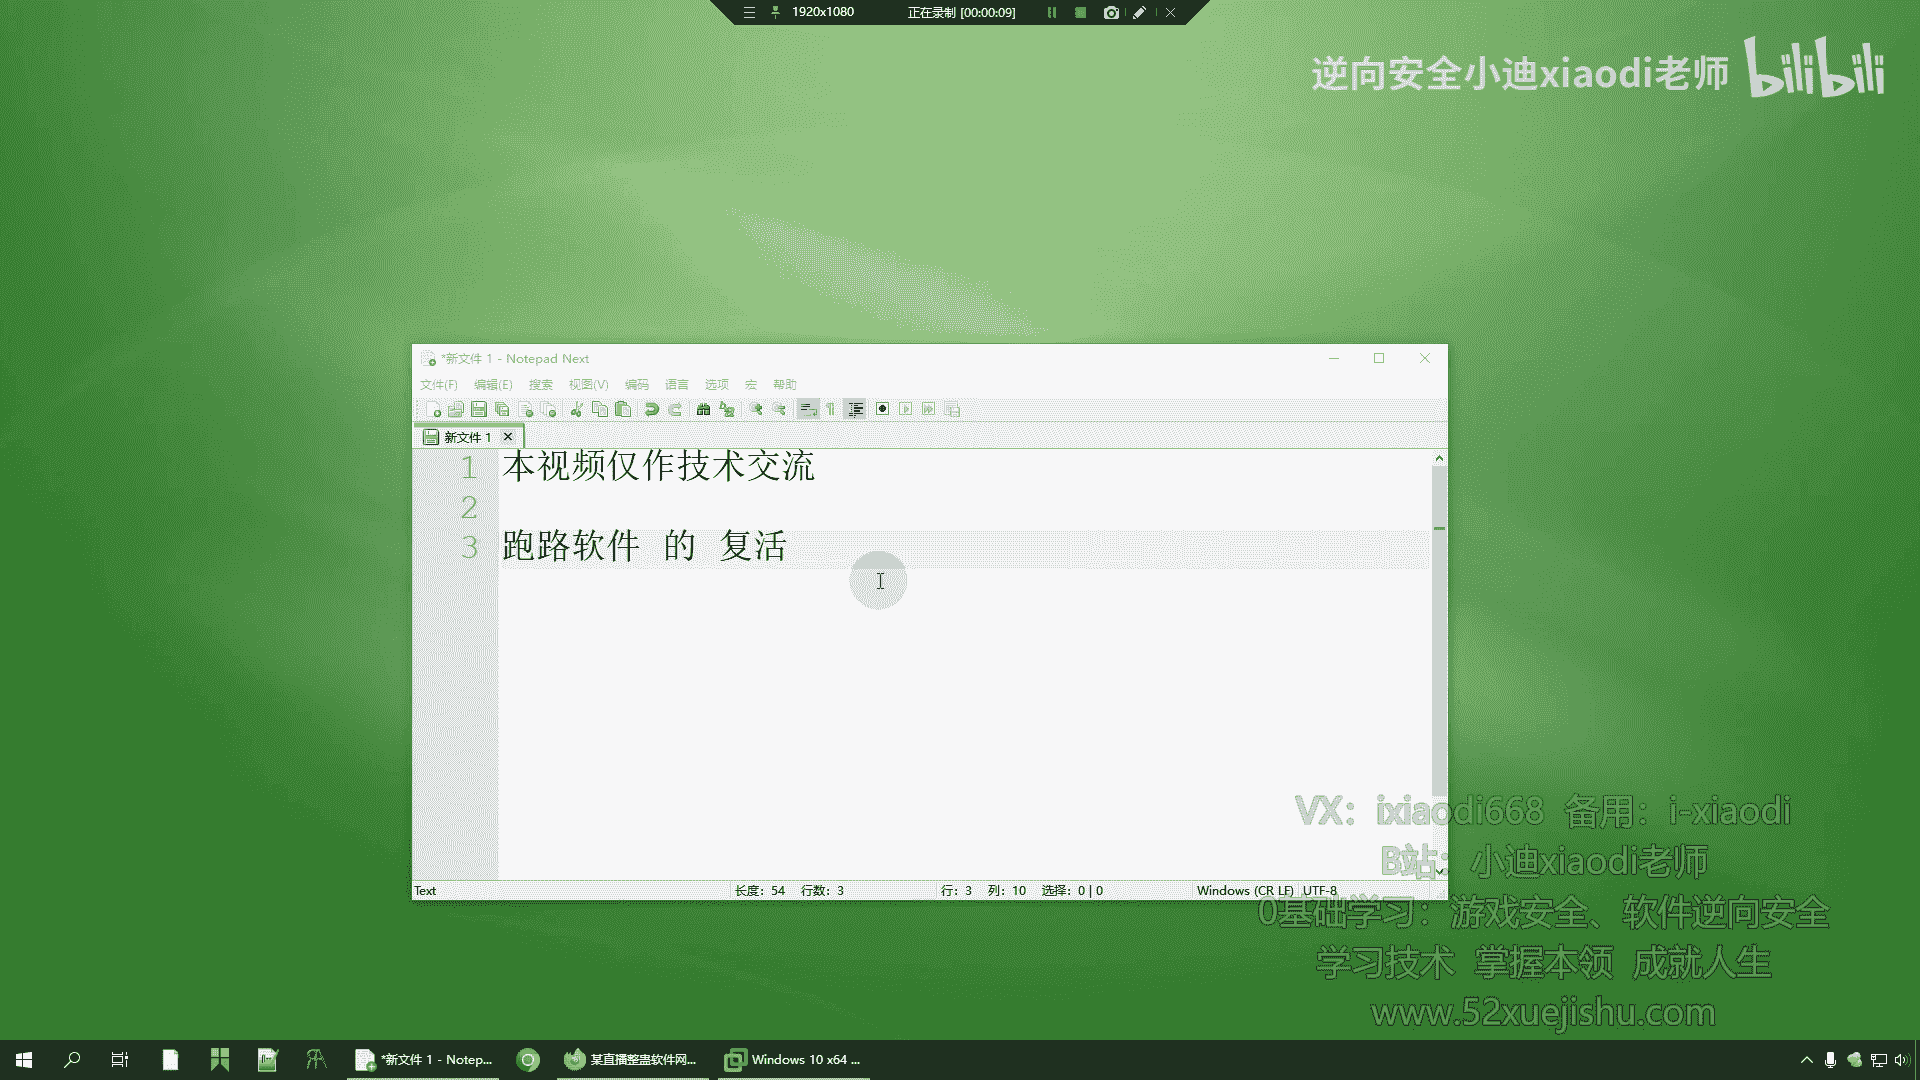 1920x1080 正在录制 [00:00:09]
逆向安全小迪xiaodi老师 bilibili
*新文件 1 - Notepad Next
文件(F) 编辑(E) 搜索 视图(V) 编码 语言 选项 宏 帮助
新文件 1
1 本视频仅作技术交流
2
3 跑路软件 的 复活
VX：ixiaodi668 备用：i-xiaodi
B站：小迪xiaodi老师
Text 长度：54 行数：3 行：3 列：10 选择：0 | 0 Windows (CR LF) UTF-8
0基础学习：游戏安全、软件逆向安全
学习技术 掌握本领 成就人生
www.52xuejishu.com
*新文件 1 - Notep... 某直播整蛊软件网... Windows 10 x64 ...